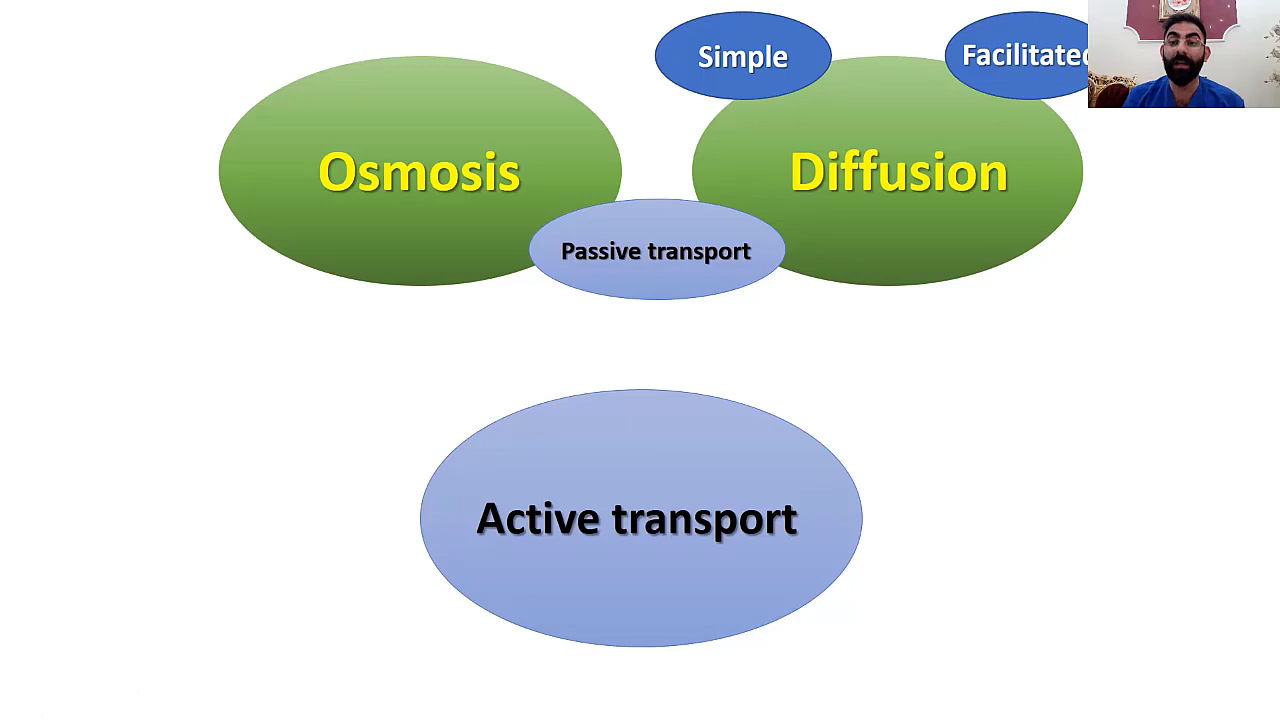 Simple
Facilitated
Osmosis
Diffusion
Passive transport
Active transport